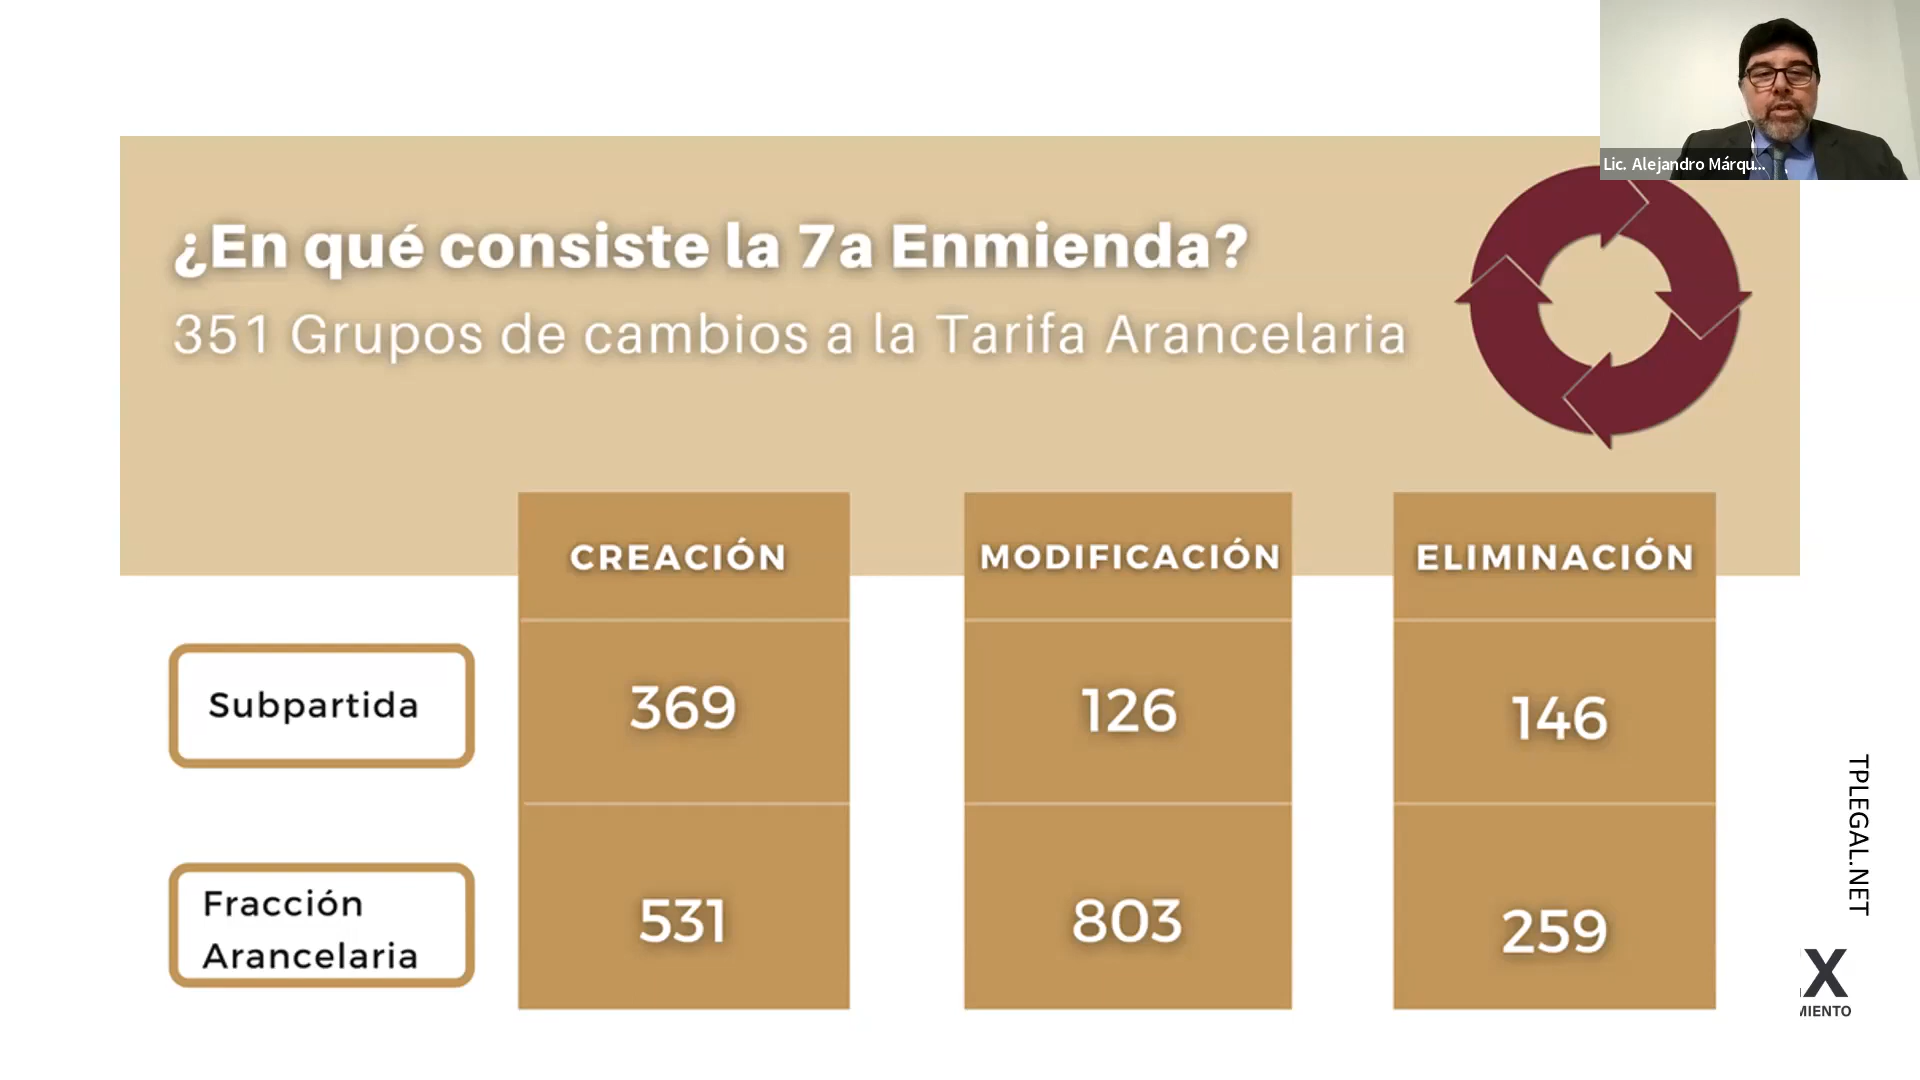 Lic. Alejandro Márqu...
¿En qué consiste la 7a Enmienda?
351 Grupos de cambios a la Tarifa Arancelaria
CREACIÓN MODIFICACIÓN ELIMINACIÓN
Subpartida 369 126 146
Fracción
Arancelaria 531 803 259
TPLEGAL.NET
X
MIENTO